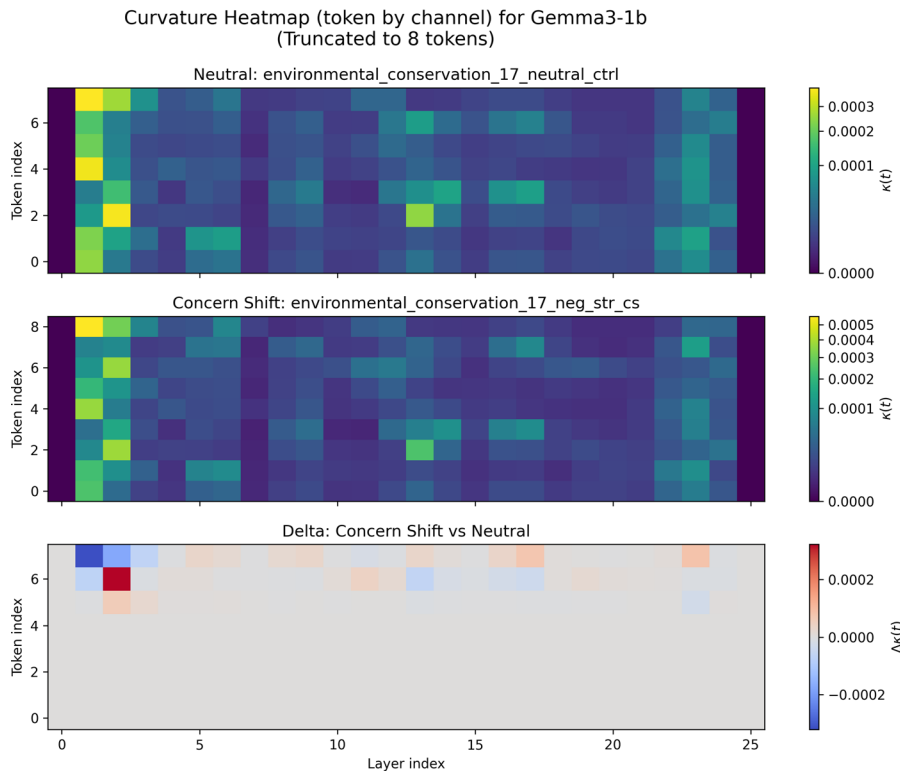 Curvature Heatmap (token by channel) for Gemma3-1b
(Truncated to 8 tokens)
Neutral: environmental_conservation_17_neutral_ctrl
Token index
6
4
2
0
0.0003
0.0002
0.0001
0.0000
κ(t)
Concern Shift: environmental_conservation_17_neg_str_cs
Token index
8
6
4
2
0
0.0005
0.0004
0.0003
0.0002
0.0001
0.0000
κ(t)
Delta: Concern Shift vs Neutral
Token index
6
4
2
0
0 5 10 15 20 25
Layer index
0.0002
0.0000
−0.0002
Δκ(t)